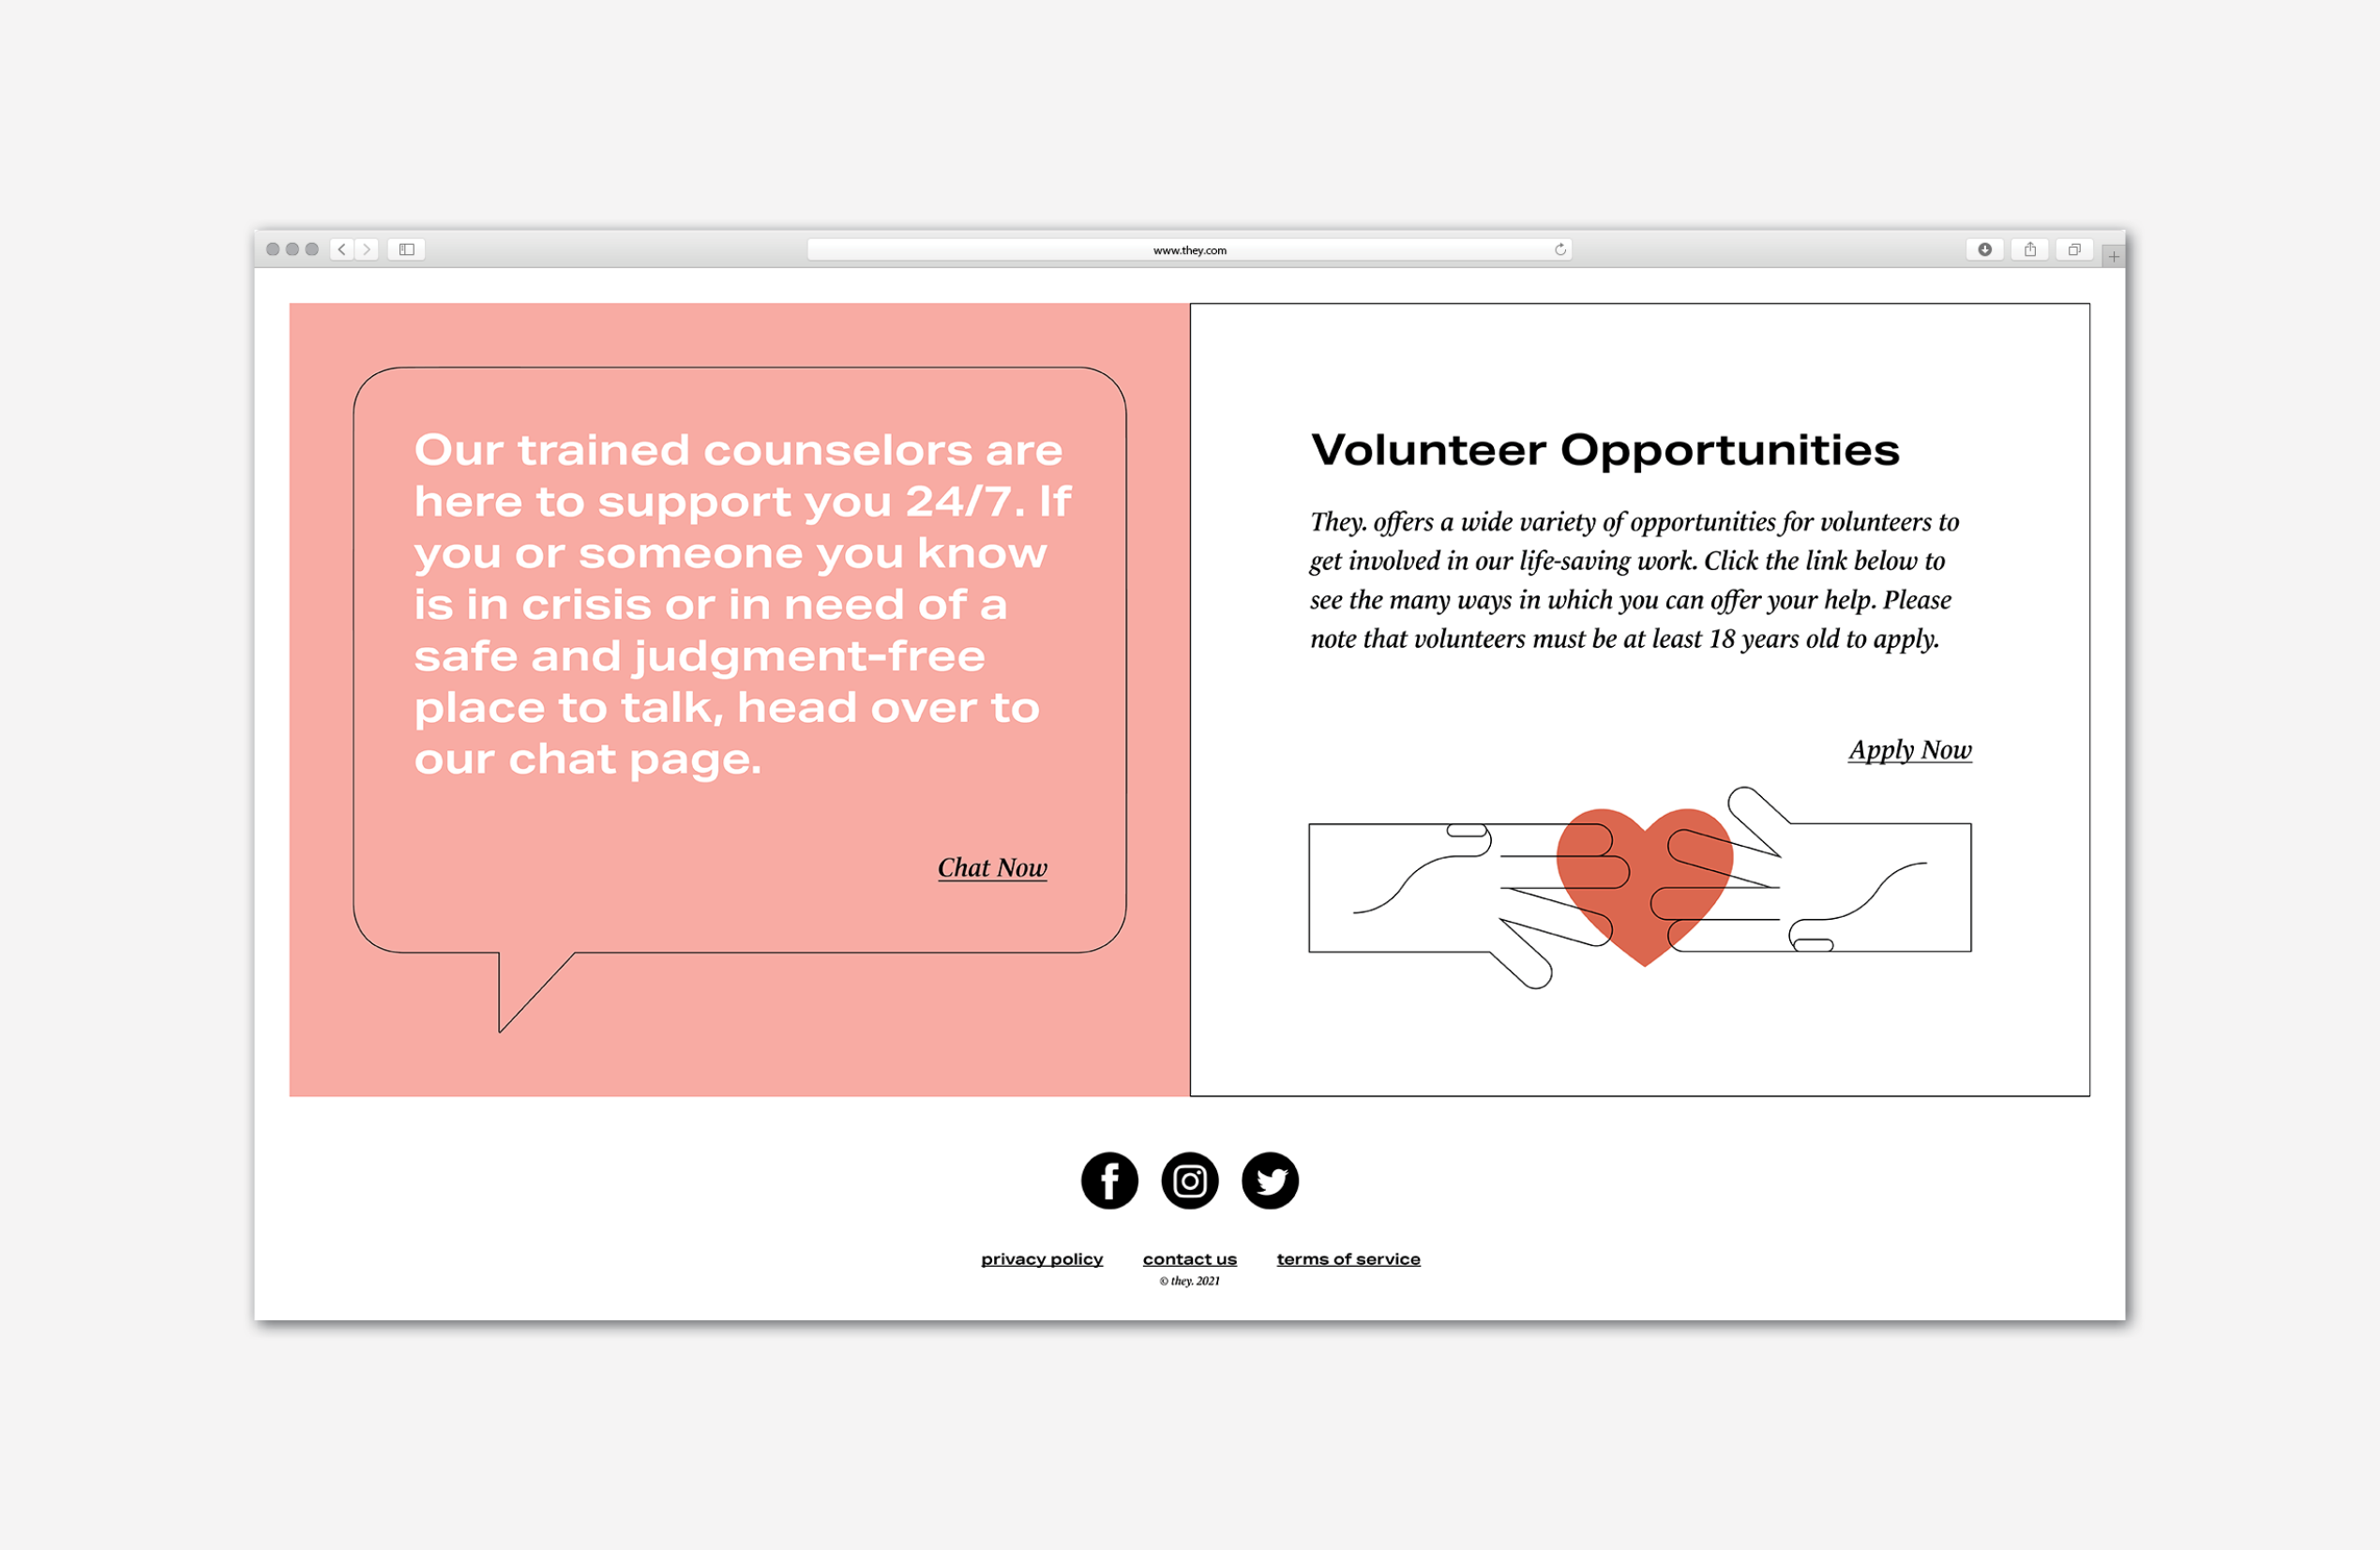 www.they.com
Our trained counselors are
here to support you 24/7. If
you or someone you know
is in crisis or in need of a
safe and judgment-free
place to talk, head over to
our chat page.
Chat Now
Volunteer Opportunities
They. offers a wide variety of opportunities for volunteers to
get involved in our life-saving work. Click the link below to
see the many ways in which you can offer your help. Please
note that volunteers must be at least 18 years old to apply.
Apply Now
privacy policy contact us terms of service
© they. 2021